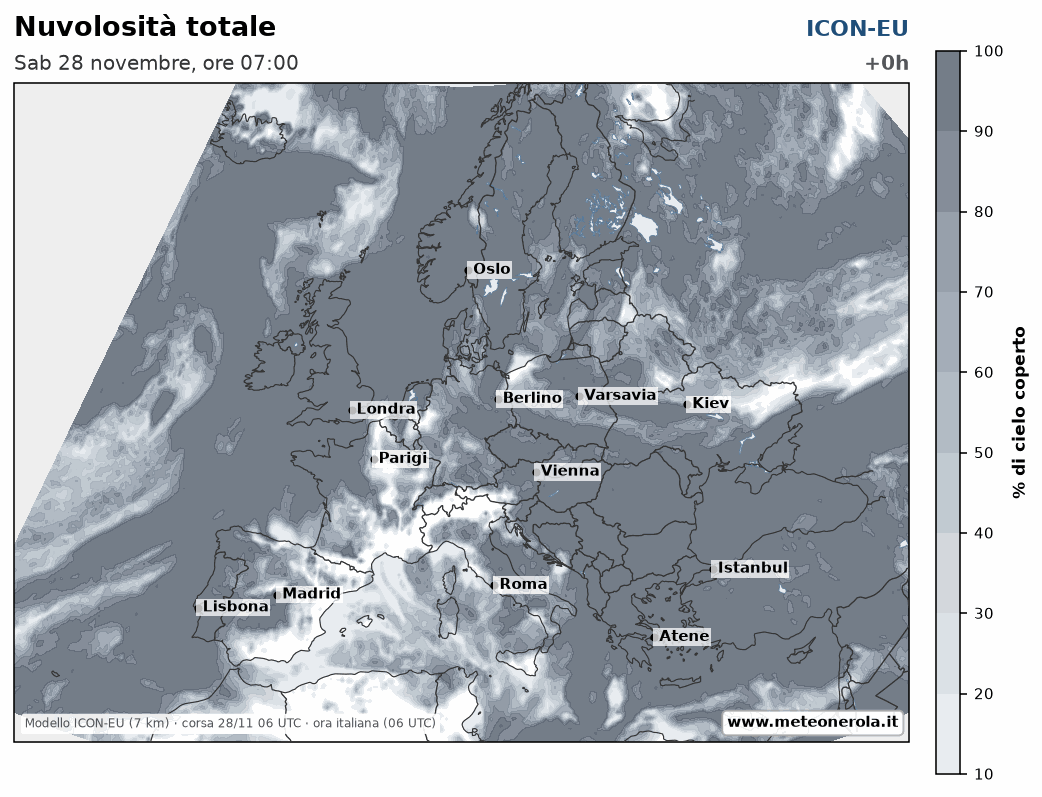 Nuvolosità totale
ICON-EU
Sab 28 novembre, ore 07:00
+0h
100
90
80
70
60
50
40
30
20
10
% di cielo coperto
Oslo
Londra
Berlino
Varsavia
Kiev
Parigi
Vienna
Istanbul
Roma
Madrid
Lisbona
Atene
Modello ICON-EU (7 km) · corsa 28/11 06 UTC · ora italiana (06 UTC)
www.meteonerola.it